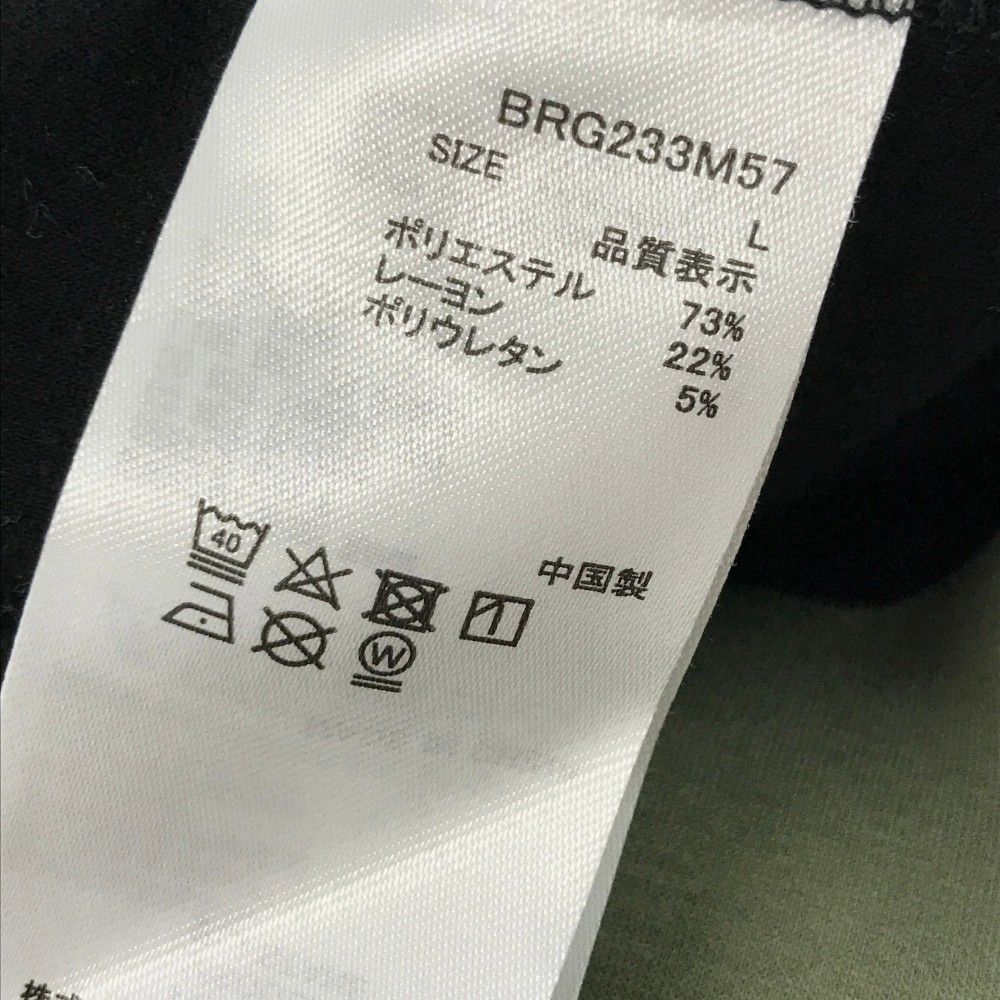 BRG233M57
SIZE L
品質表示
ポリエステル 73%
レーヨン 22%
ポリウレタン 5%
40
中国製
W